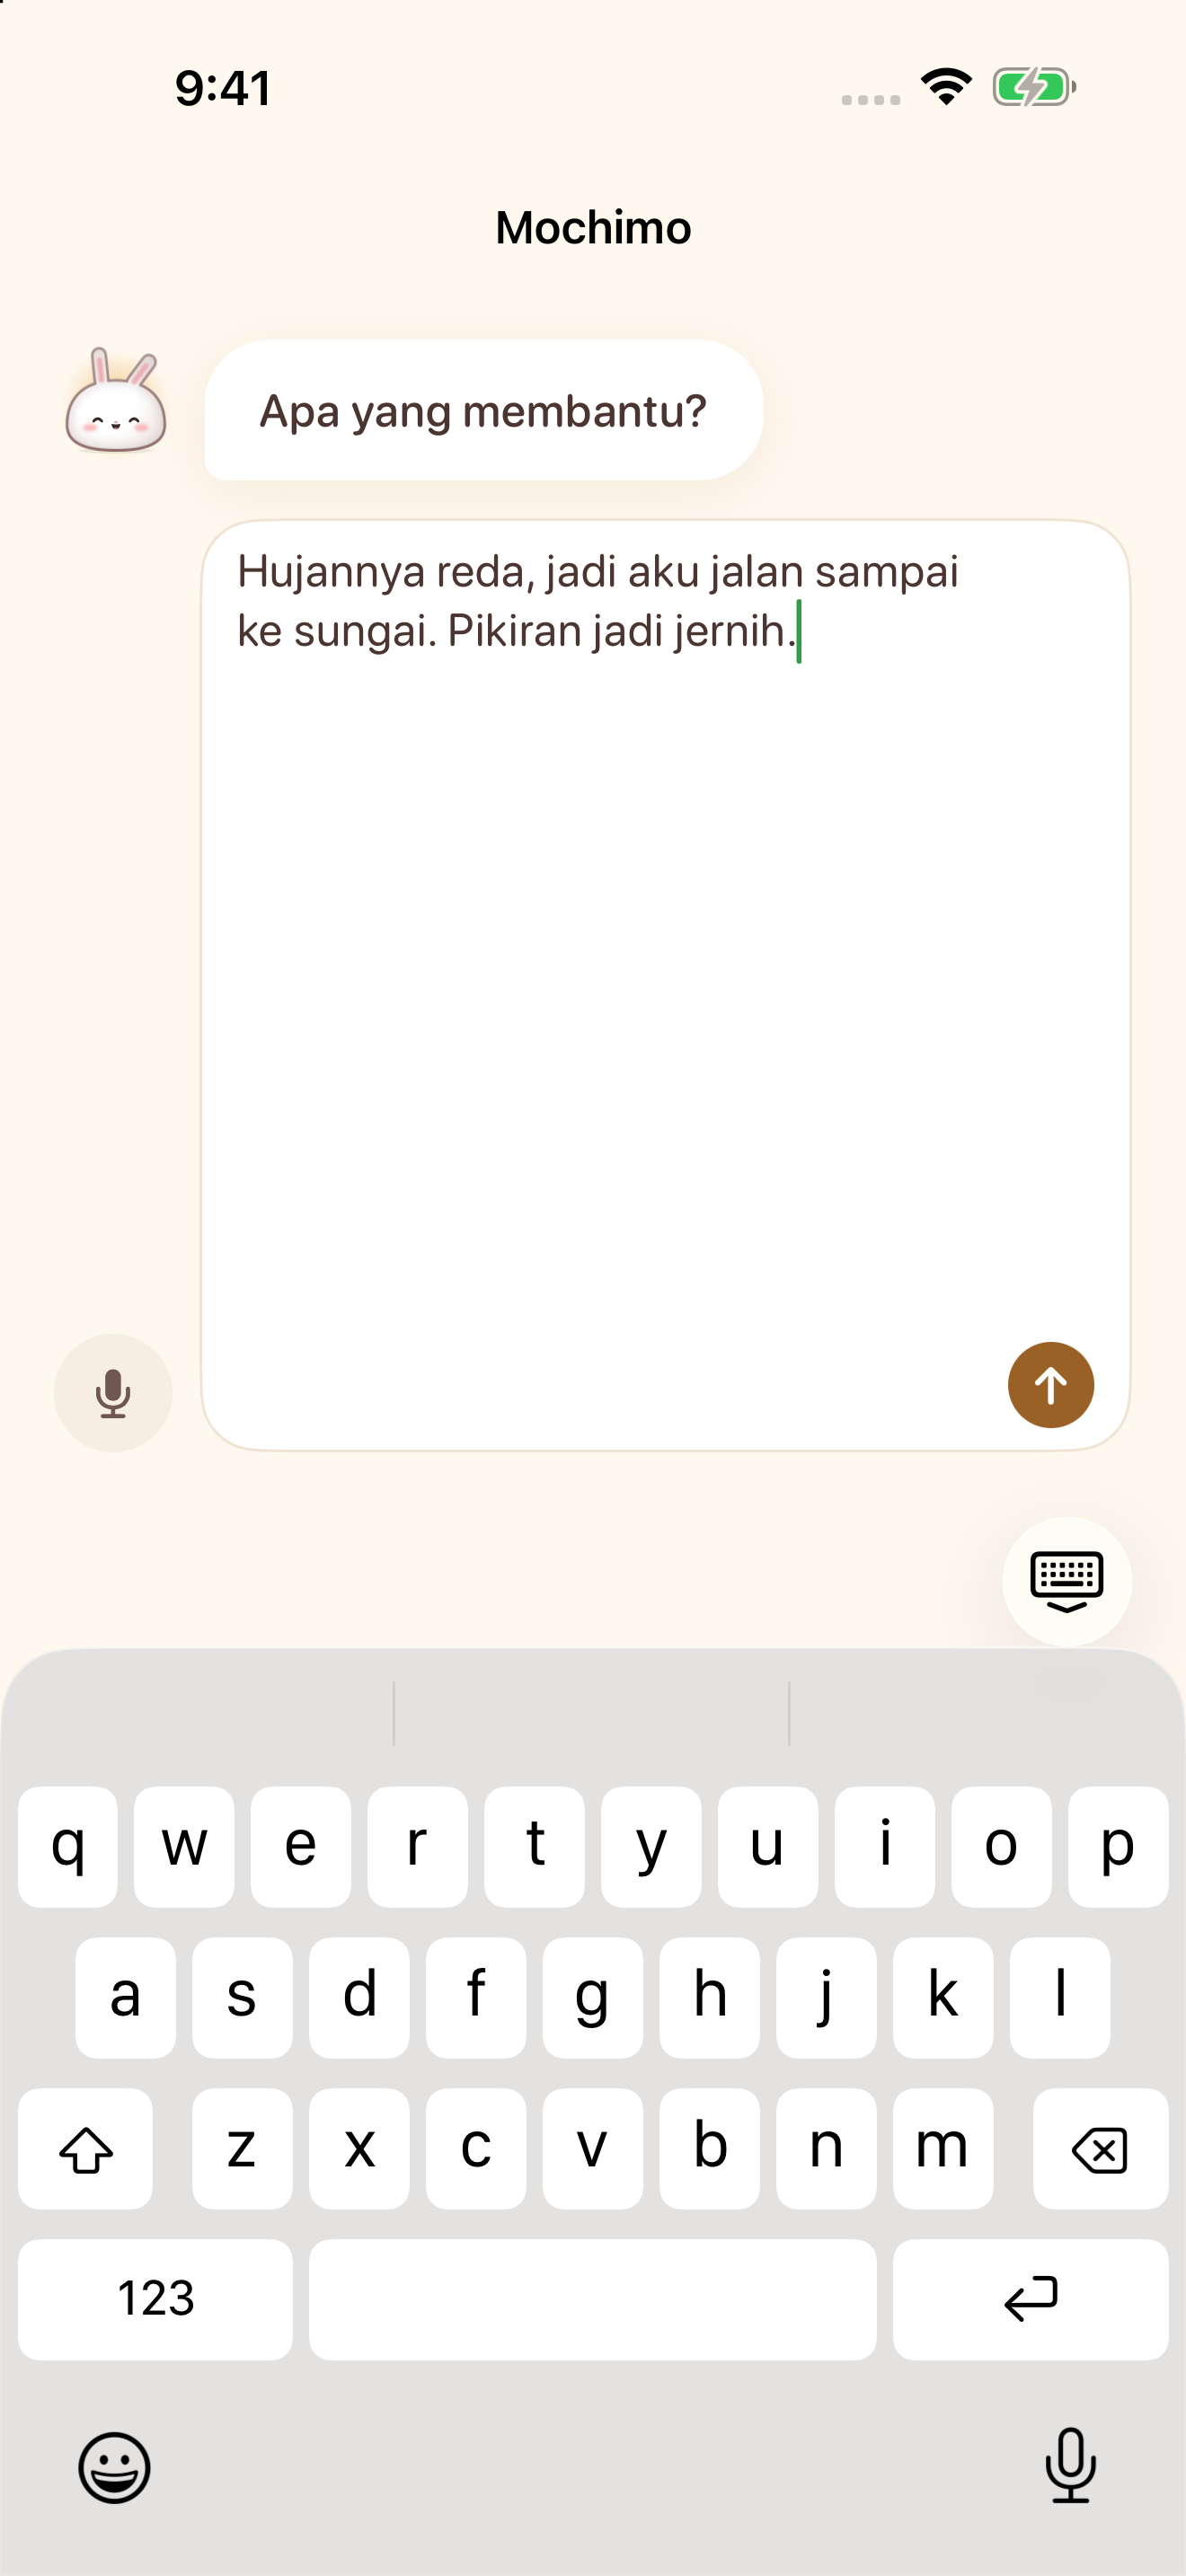 9:41
Mochimo
Apa yang membantu?
Hujannya reda, jadi aku jalan sampai
ke sungai. Pikiran jadi jernih.
q w e r t y u i o p
a s d f g h j k l
z x c v b n m
123